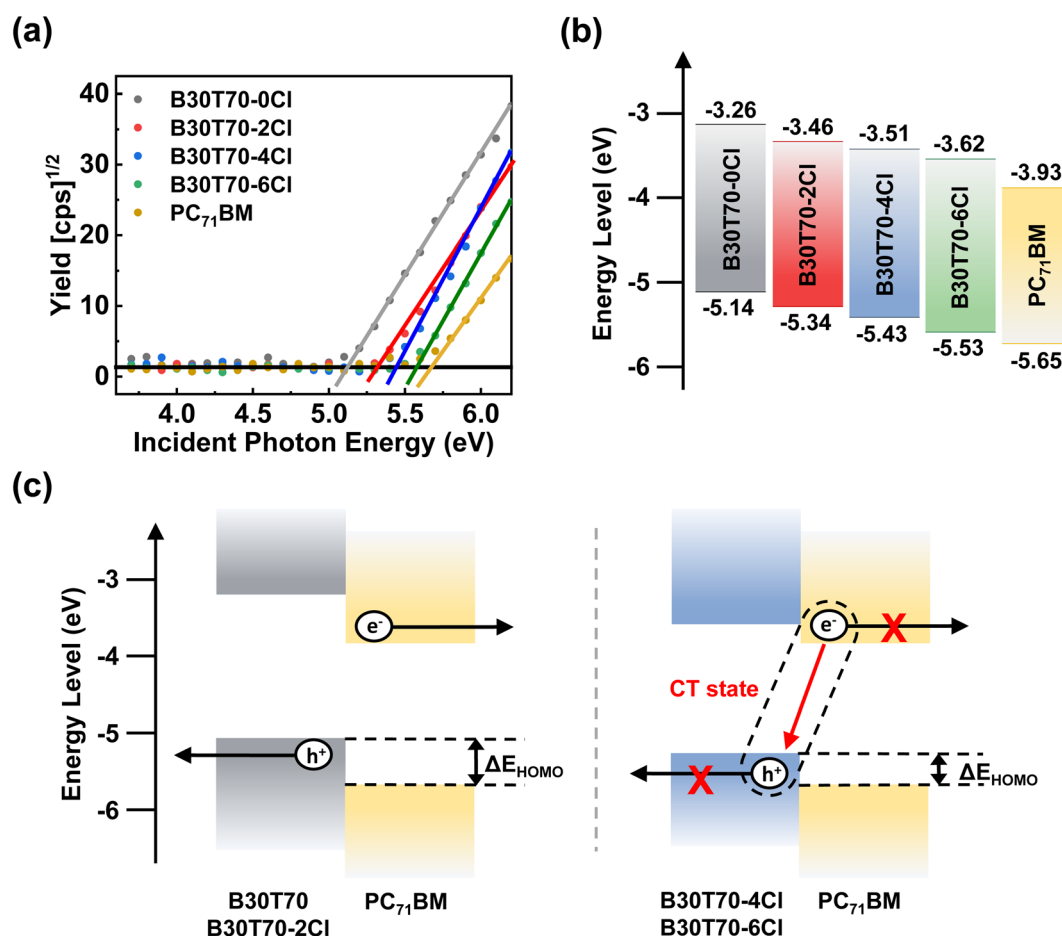 (a)
Yield [cps]1/2
40
30
20
10
0
B30T70-0Cl
B30T70-2Cl
B30T70-4Cl
B30T70-6Cl
PC71BM
4.0 4.5 5.0 5.5 6.0
Incident Photon Energy (eV)
(b)
Energy Level (eV)
-3
-4
-5
-6
-3.26
B30T70-0Cl
-5.14
-3.46
B30T70-2Cl
-5.34
-3.51
B30T70-4Cl
-5.43
-3.62
B30T70-6Cl
-5.53
-3.93
PC71BM
-5.65
(c)
Energy Level (eV)
-3
-4
-5
-6
e-
h+
ΔEHOMO
B30T70
B30T70-2Cl
PC71BM
e-
X
CT state
h+
X
ΔEHOMO
B30T70-4Cl
B30T70-6Cl
PC71BM